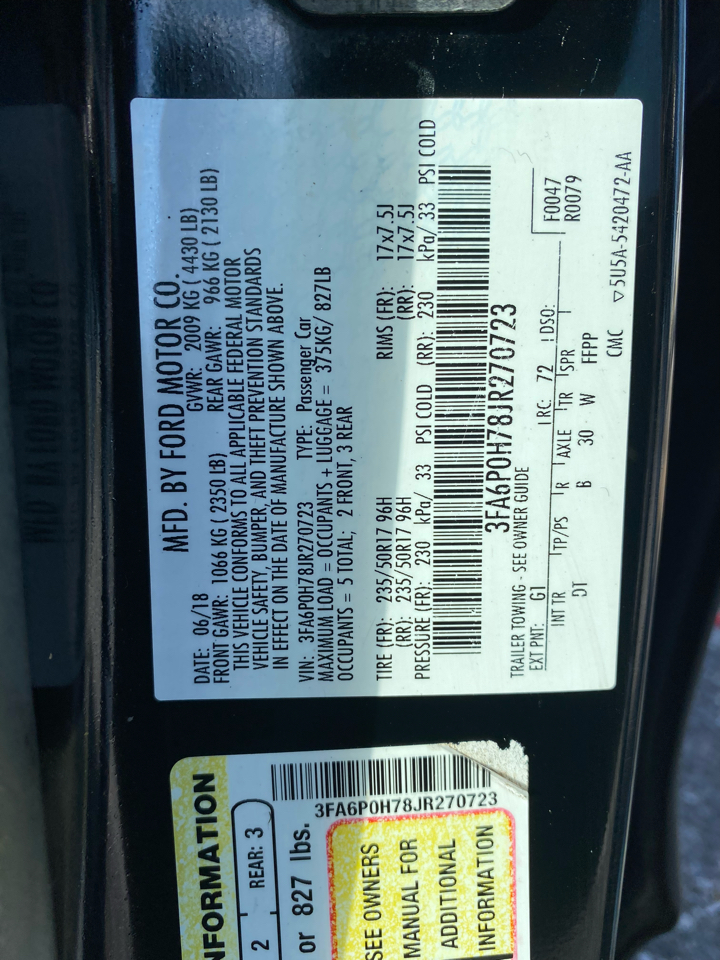 MFD. BY FORD MOTOR CO.
DATE: 06/18 GVWR: 2009 KG ( 4430 LB)
FRONT GAWR: 1066 KG ( 2350 LB) REAR GAWR: 966 KG ( 2130 LB)
THIS VEHICLE CONFORMS TO ALL APPLICABLE FEDERAL MOTOR
VEHICLE SAFETY, BUMPER, AND THEFT PREVENTION STANDARDS
IN EFFECT ON THE DATE OF MANUFACTURE SHOWN ABOVE.
VIN: 3FA6P0H78JR270723 TYPE: Passenger Car
MAXIMUM LOAD = OCCUPANTS + LUGGAGE = 375KG/ 827LB
OCCUPANTS = 5 TOTAL; 2 FRONT, 3 REAR
TIRE (FR): 235/50R17 96H RIMS (FR): 17x7.5J
(RR): 235/50R17 96H (RR): 17x7.5J
PRESSURE (FR): 230 kPa/ 33 PSI COLD (RR): 230 kPa/ 33 PSI COLD
3FA6P0H78JR270723
TRAILER TOWING - SEE OWNER GUIDE
EXT PNT: G1 RC: 72 DSO: F0047
R0079
INT TR TP/PS R AXLE TR SPR
DT B 30 W FFPP
CMC ▽5U5A-5420472-AA
NFORMATION
2 REAR: 3
or 827 lbs.
3FA6P0H78JR270723
SEE OWNERS
MANUAL FOR
ADDITIONAL
INFORMATION